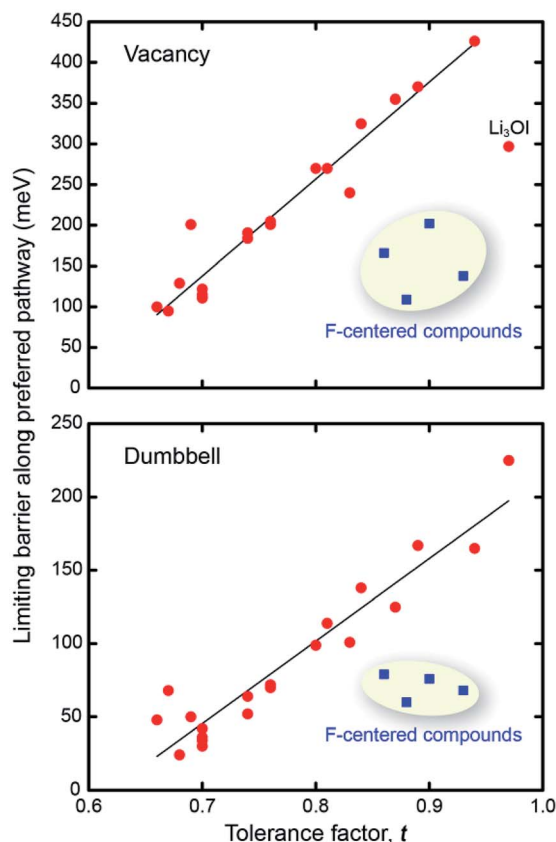 Limiting barrier along preferred pathway (meV)
450
400
350
300
250
200
150
100
50
0
Vacancy
Li₃OI
F-centered compounds
250
200
150
100
50
0
Dumbbell
F-centered compounds
0.6 0.7 0.8 0.9 1.0
Tolerance factor, t